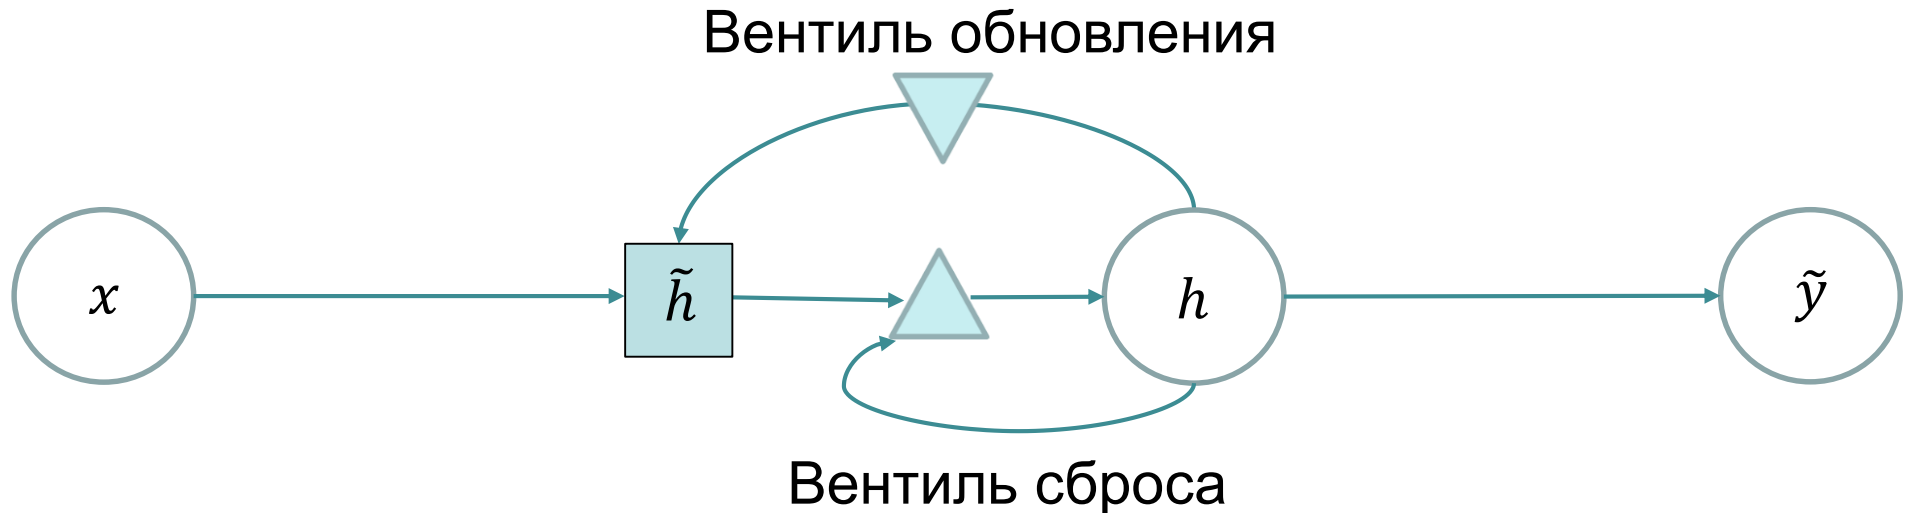 Вентиль обновления
x
h̃
h
ỹ
Вентиль сброса